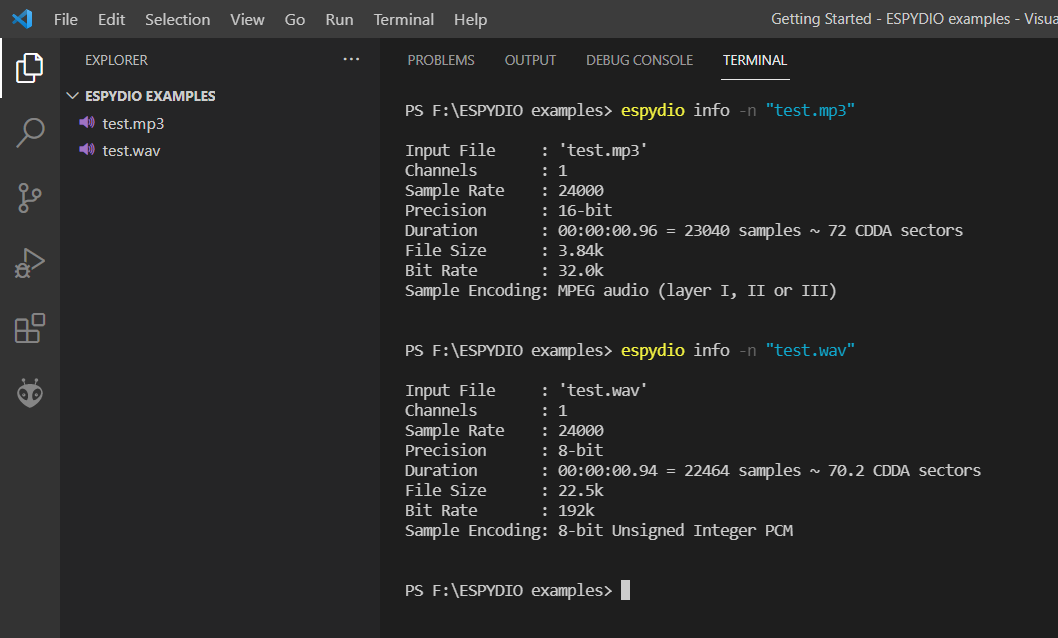 File Edit Selection View Go Run Terminal Help Getting Started - ESPYDIO examples - Visua
EXPLORER ...
ESPYDIO EXAMPLES
test.mp3
test.wav
PROBLEMS OUTPUT DEBUG CONSOLE TERMINAL
PS F:\ESPYDIO examples> espydio info -n "test.mp3"
Input File : 'test.mp3'
Channels : 1
Sample Rate : 24000
Precision : 16-bit
Duration : 00:00:00.96 = 23040 samples ~ 72 CDDA sectors
File Size : 3.84k
Bit Rate : 32.0k
Sample Encoding: MPEG audio (layer I, II or III)
PS F:\ESPYDIO examples> espydio info -n "test.wav"
Input File : 'test.wav'
Channels : 1
Sample Rate : 24000
Precision : 8-bit
Duration : 00:00:00.94 = 22464 samples ~ 70.2 CDDA sectors
File Size : 22.5k
Bit Rate : 192k
Sample Encoding: 8-bit Unsigned Integer PCM
PS F:\ESPYDIO examples>